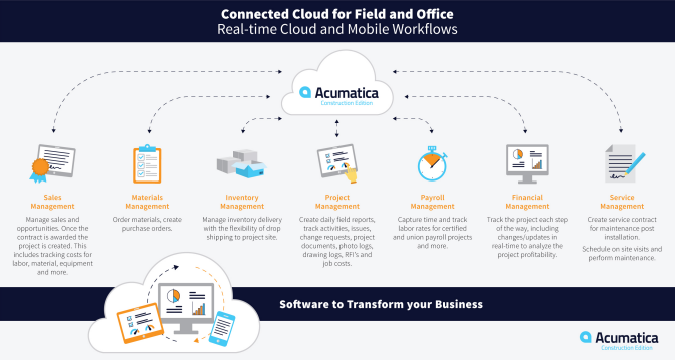 Connected Cloud for Field and Office
Real-time Cloud and Mobile Workflows
Acumatica
Construction Edition
Sales
Management
Manage sales and
opportunities. Once the
contract is awarded the
project is created. This
includes tracking costs for
labor, material, equipment
and more.
Materials
Management
Order materials, create
purchase orders.
Inventory
Management
Manage inventory delivery
with the flexibility of drop
shipping to project site.
Project
Management
Create daily field reports,
track activities, issues,
change requests, project
documents, photo logs,
drawing logs, RFI's and
job costs.
Payroll
Management
Capture time and track
labor rates for certified
and union payroll projects
and more.
Financial
Management
Track the project each step
of the way, including
changes/updates in
real-time to analyze the
project profitability.
Service
Management
Create service contract
for maintenance post
installation.
Schedule on site visits and
perform maintenance.
Software to Transform your Business
Acumatica
Construction Edition